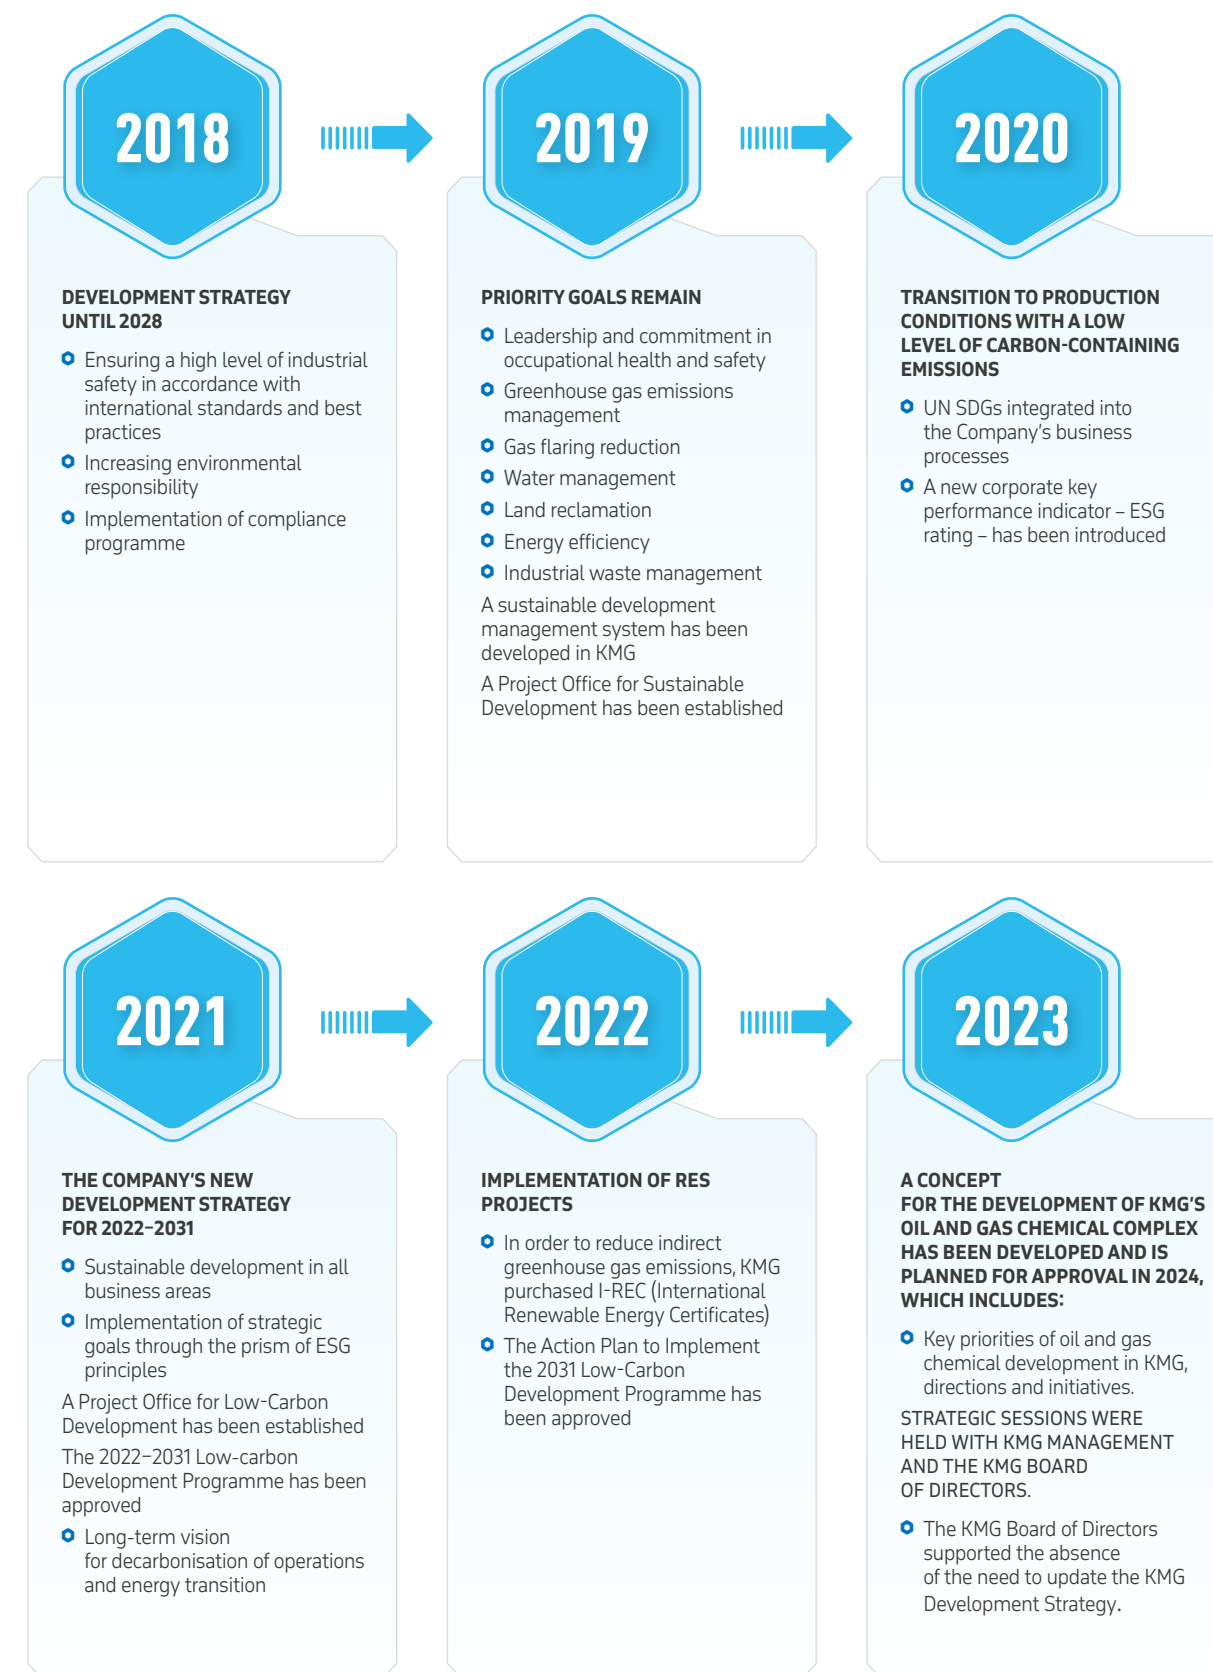 2018
DEVELOPMENT STRATEGY
UNTIL 2028
Ensuring a high level of industrial
safety in accordance with
international standards and best
practices
Increasing environmental
responsibility
Implementation of compliance
programme
2019
PRIORITY GOALS REMAIN
Leadership and commitment in
occupational health and safety
Greenhouse gas emissions
management
Gas flaring reduction
Water management
Land reclamation
Energy efficiency
Industrial waste management
A sustainable development
management system has been
developed in KMG
A Project Office for Sustainable
Development has been established
2020
TRANSITION TO PRODUCTION
CONDITIONS WITH A LOW
LEVEL OF CARBON-CONTAINING
EMISSIONS
UN SDGs integrated into
the Company's business
processes
A new corporate key
performance indicator – ESG
rating – has been introduced
2021
THE COMPANY'S NEW
DEVELOPMENT STRATEGY
FOR 2022–2031
Sustainable development in all
business areas
Implementation of strategic
goals through the prism of ESG
principles
A Project Office for Low-Carbon
Development has been established
The 2022–2031 Low-carbon
Development Programme has been
approved
Long-term vision
for decarbonisation of operations
and energy transition
2022
IMPLEMENTATION OF RES
PROJECTS
In order to reduce indirect
greenhouse gas emissions, KMG
purchased I-REC (International
Renewable Energy Certificates)
The Action Plan to Implement
the 2031 Low-Carbon
Development Programme has
been approved
2023
A CONCEPT
FOR THE DEVELOPMENT OF KMG'S
OIL AND GAS CHEMICAL COMPLEX
HAS BEEN DEVELOPED AND IS
PLANNED FOR APPROVAL IN 2024,
WHICH INCLUDES:
Key priorities of oil and gas
chemical development in KMG,
directions and initiatives.
STRATEGIC SESSIONS WERE
HELD WITH KMG MANAGEMENT
AND THE KMG BOARD
OF DIRECTORS.
The KMG Board of Directors
supported the absence
of the need to update the KMG
Development Strategy.